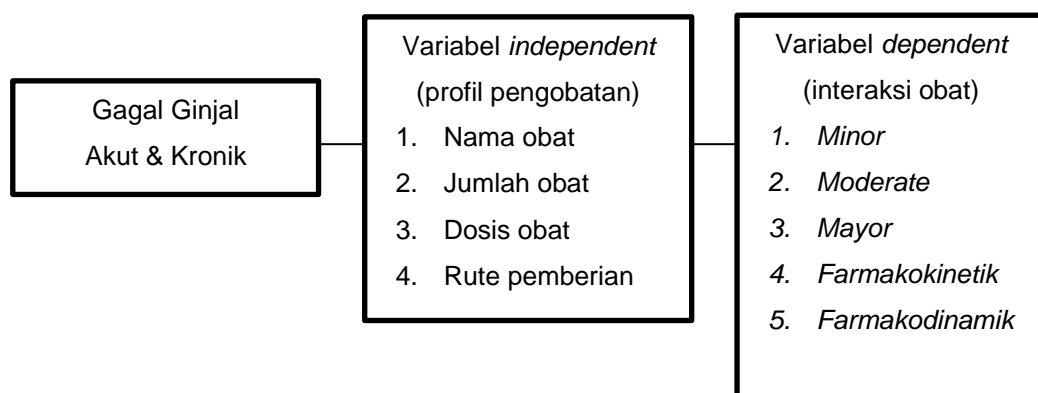 Gagal Ginjal
Akut & Kronik
Variabel independent
(profil pengobatan)
1. Nama obat
2. Jumlah obat
3. Dosis obat
4. Rute pemberian
Variabel dependent
(interaksi obat)
1. Minor
2. Moderate
3. Mayor
4. Farmakokinetik
5. Farmakodinamik